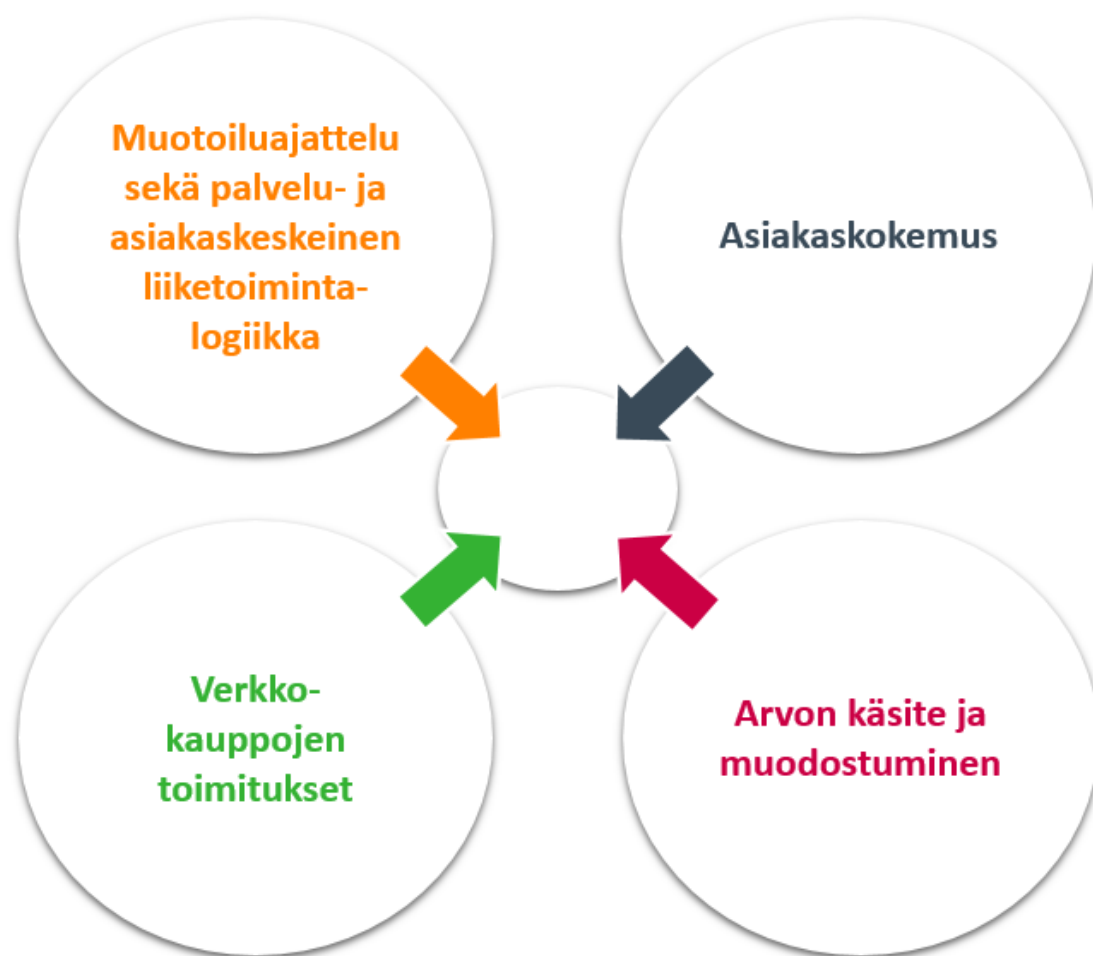 Muotoiluajattelu
sekä palvelu- ja
asiakaskeskeinen
liiketoiminta-
logiikka
Asiakaskokemus
Verkko-
kauppojen
toimitukset
Arvon käsite ja
muodostuminen